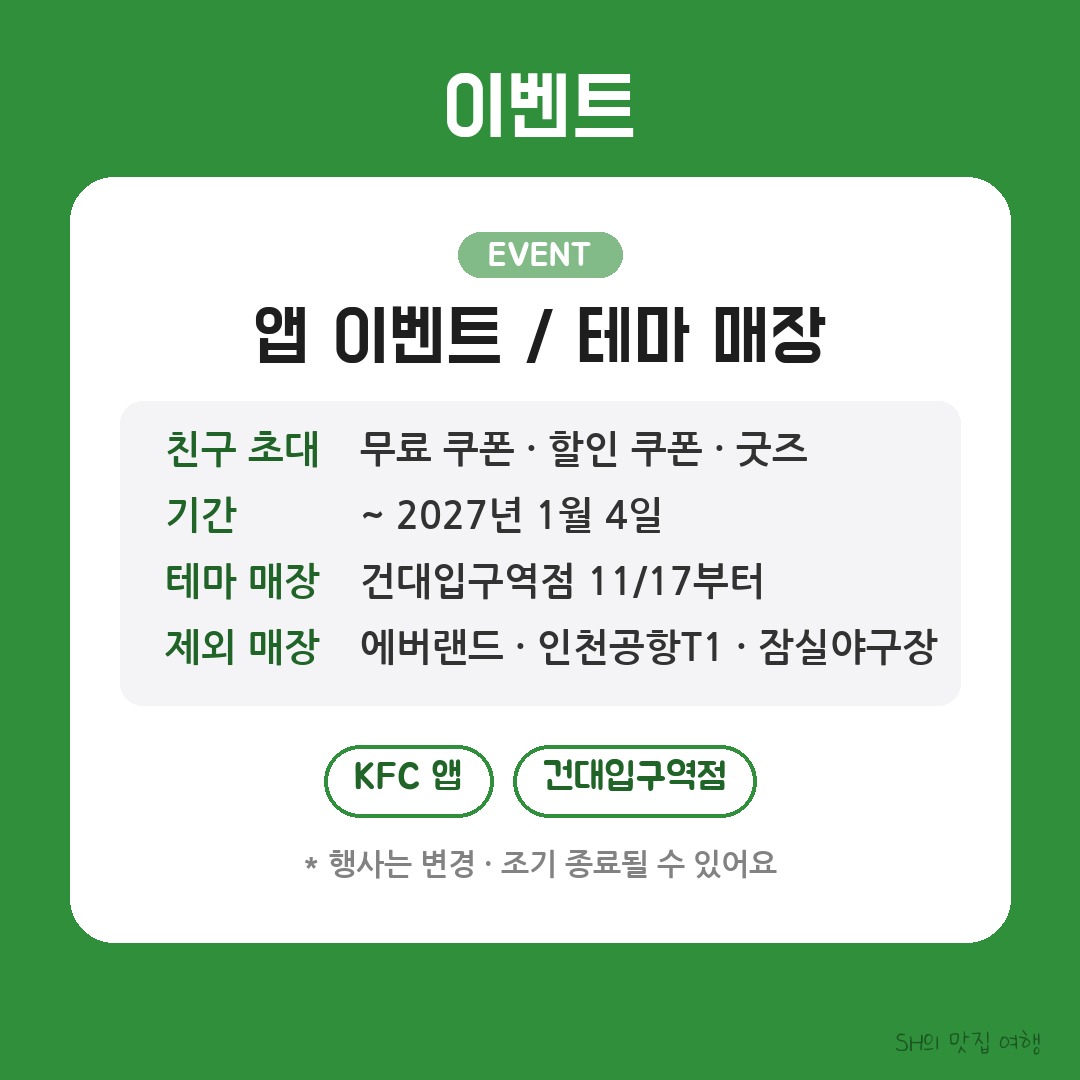 이벤트
EVENT
앱 이벤트 / 테마 매장
친구 초대 무료 쿠폰 · 할인 쿠폰 · 굿즈
기간 ~ 2027년 1월 4일
테마 매장 건대입구역점 11/17부터
제외 매장 에버랜드 · 인천공항T1 · 잠실야구장
KFC 앱 건대입구역점
* 행사는 변경 · 조기 종료될 수 있어요
SH의 맛집 여행